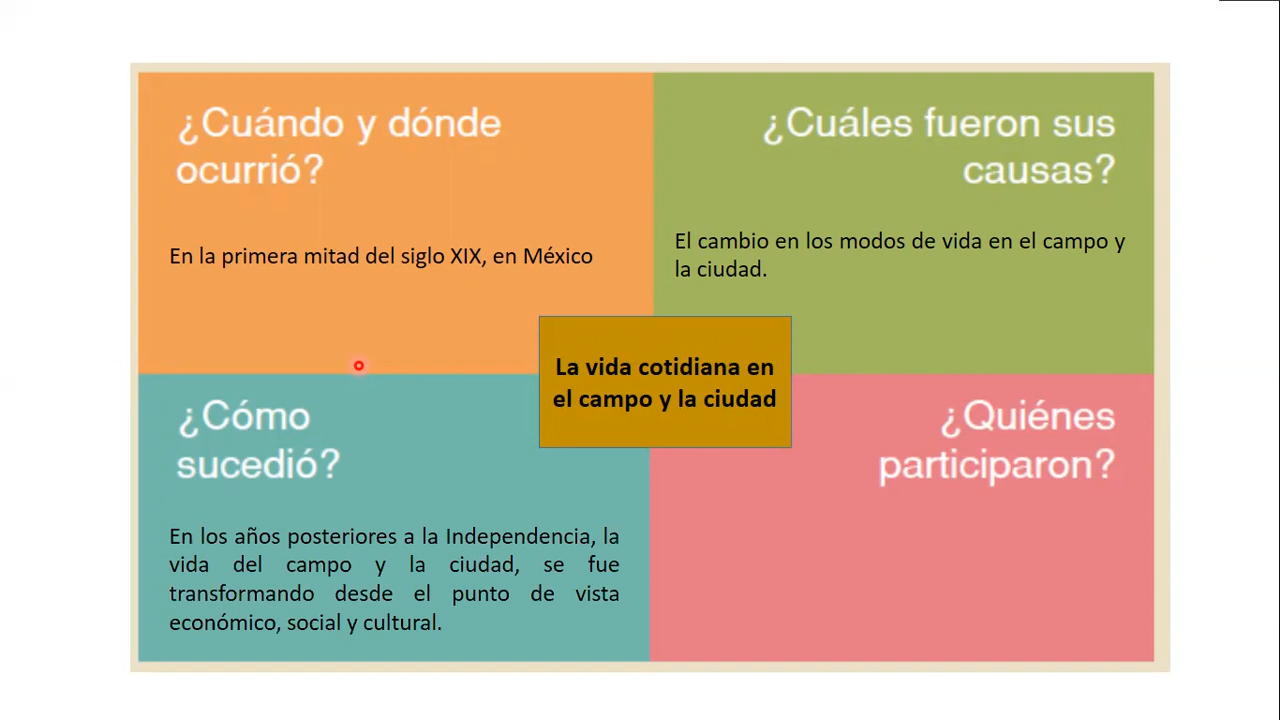 ¿Cuándo y dónde
ocurrió?
En la primera mitad del siglo XIX, en México
¿Cuáles fueron sus
causas?
El cambio en los modos de vida en el campo y
la ciudad.
La vida cotidiana en
el campo y la ciudad
¿Cómo
sucedió?
En los años posteriores a la Independencia, la
vida del campo y la ciudad, se fue
transformando desde el punto de vista
económico, social y cultural.
¿Quiénes
participaron?